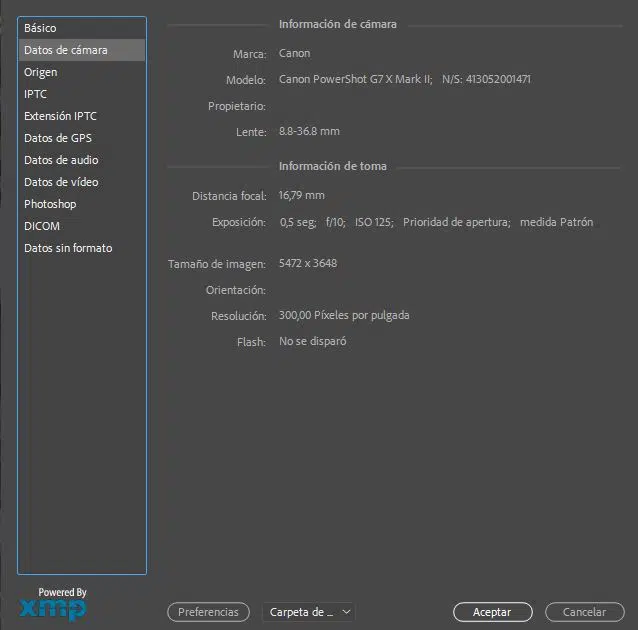 Básico
Datos de cámara
Origen
IPTC
Extensión IPTC
Datos de GPS
Datos de audio
Datos de vídeo
Photoshop
DICOM
Datos sin formato
Información de cámara
Marca: Canon
Modelo: Canon PowerShot G7 X Mark II; N/S: 413052001471
Propietario:
Lente: 8.8-36.8 mm
Información de toma
Distancia focal: 16,79 mm
Exposición: 0,5 seg; f/10; ISO 125; Prioridad de apertura; medida Patrón
Tamaño de imagen: 5472 x 3648
Orientación:
Resolución: 300,00 Píxeles por pulgada
Flash: No se disparó
Powered By
xmp
Preferencias Carpeta de ... Aceptar Cancelar